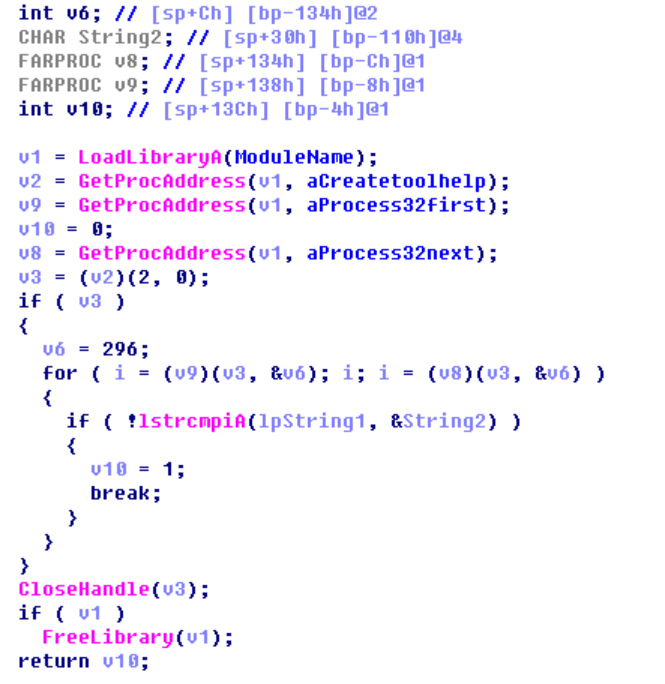 int v6; // [sp+Ch] [bp-134h]@2
CHAR String2; // [sp+30h] [bp-110h]@4
FARPROC v8; // [sp+134h] [bp-Ch]@1
FARPROC v9; // [sp+138h] [bp-8h]@1
int v10; // [sp+13Ch] [bp-4h]@1

v1 = LoadLibraryA(ModuleName);
v2 = GetProcAddress(v1, aCreatetoolhelp);
v9 = GetProcAddress(v1, aProcess32first);
v10 = 0;
v8 = GetProcAddress(v1, aProcess32next);
v3 = (v2)(2, 0);
if ( v3 )
{
  v6 = 296;
  for ( i = (v9)(v3, &v6); i; i = (v8)(v3, &v6) )
  {
    if ( !lstrcmpiA(lpString1, &String2) )
    {
      v10 = 1;
      break;
    }
  }
}
CloseHandle(v3);
if ( v1 )
  FreeLibrary(v1);
return v10;